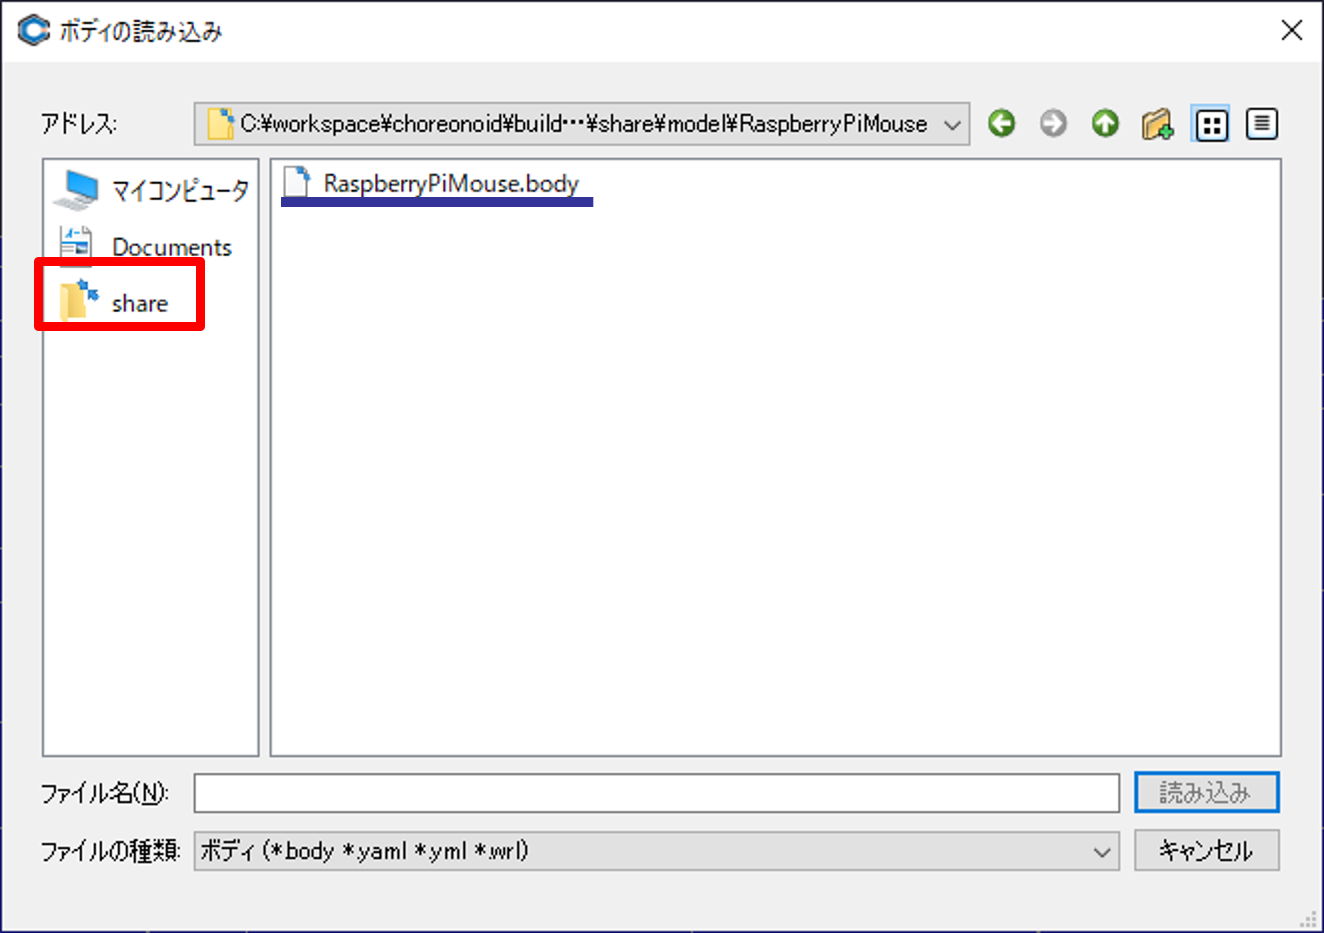 ボディの読み込み
アドレス:
C:¥workspace¥choreonoid¥build…¥share¥model¥RaspberryPiMouse
マイコンピュータ
Documents
share
RaspberryPiMouse.body
ファイル名(N):
読み込み
ファイルの種類:
ボディ (*.body *.yaml *.yml *.wrl)
キャンセル